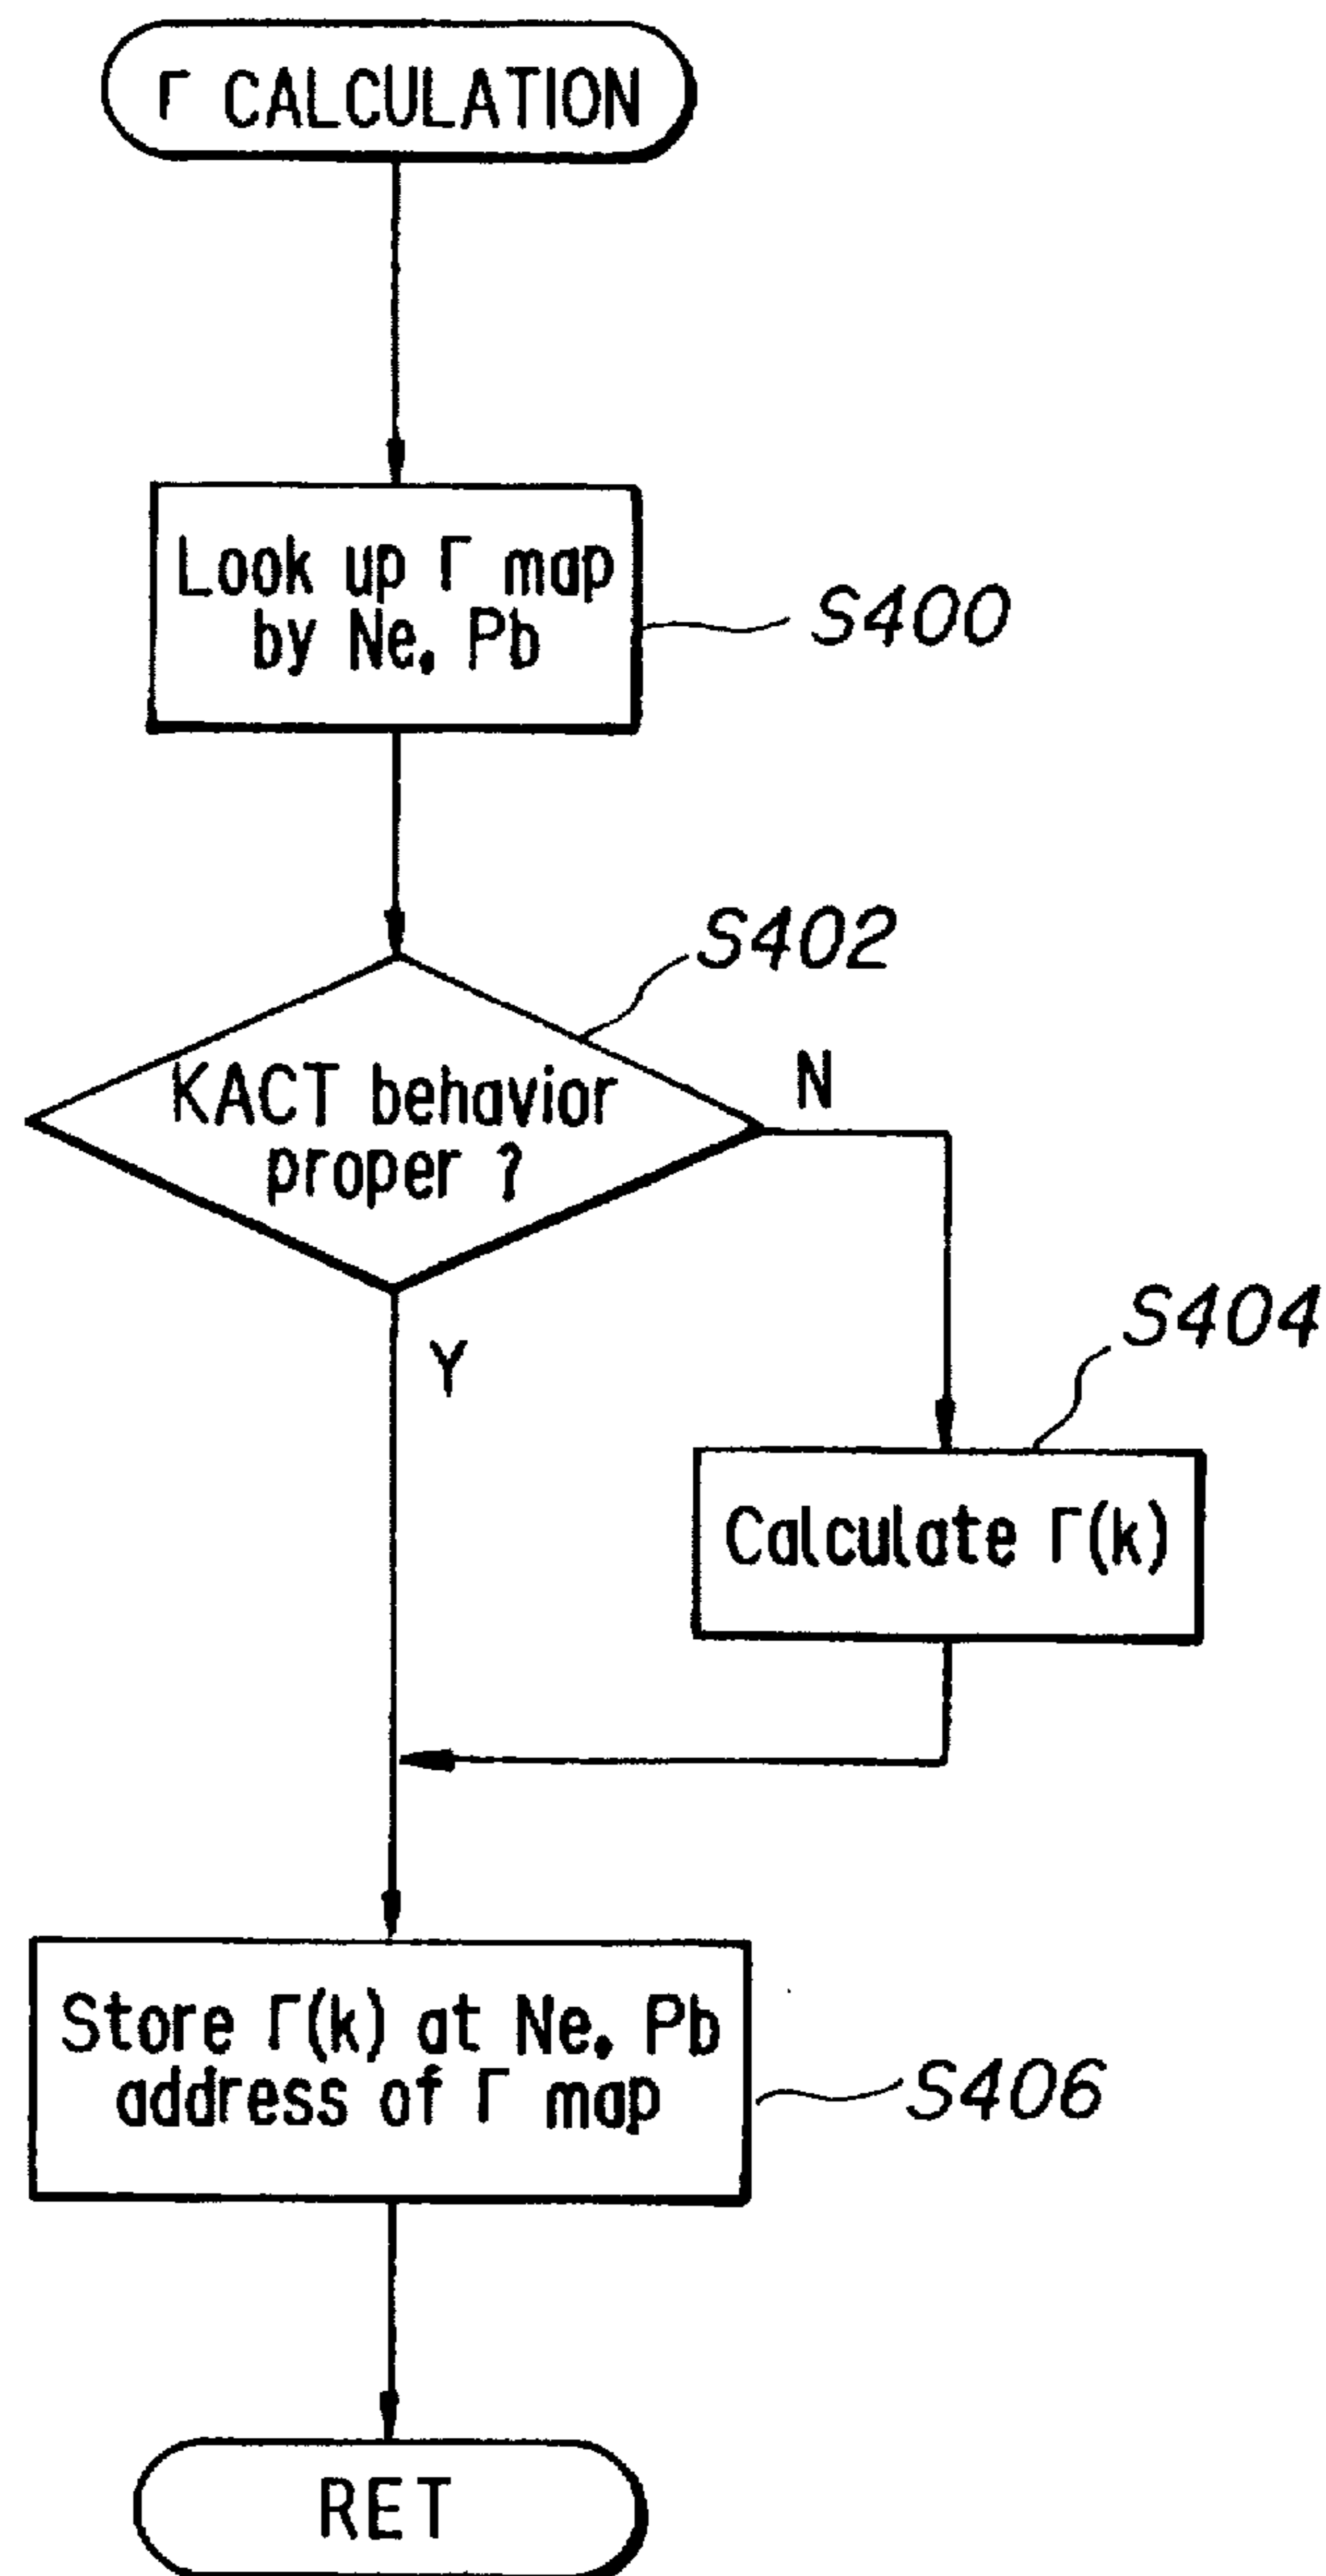 Γ CALCULATION
Look up Γ map
by Ne. Pb
S400
S402
KACT behavior
proper ?
N
Y
S404
Calculate Γ(k)
Store Γ(k) at Ne. Pb
address of Γ map
S406
RET